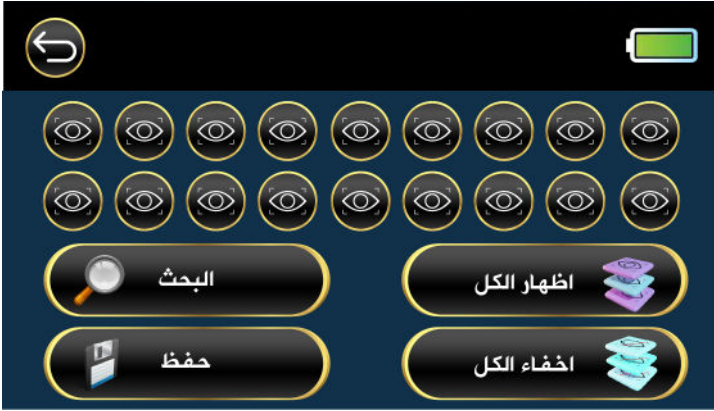 اظهار الكل
البحث
اخفاء الكل
حفظ